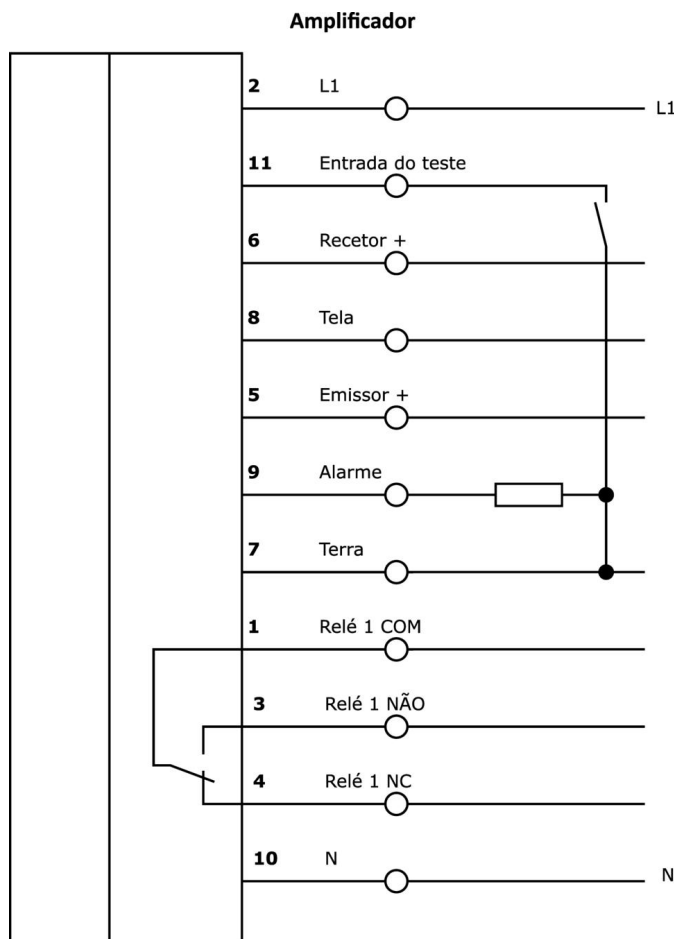 Amplificador
2 L1
L1
11 Entrada do teste
6 Recetor +
8 Tela
5 Emissor +
9 Alarme
7 Terra
1 Relé 1 COM
3 Relé 1 NÃO
4 Relé 1 NC
10 N
N